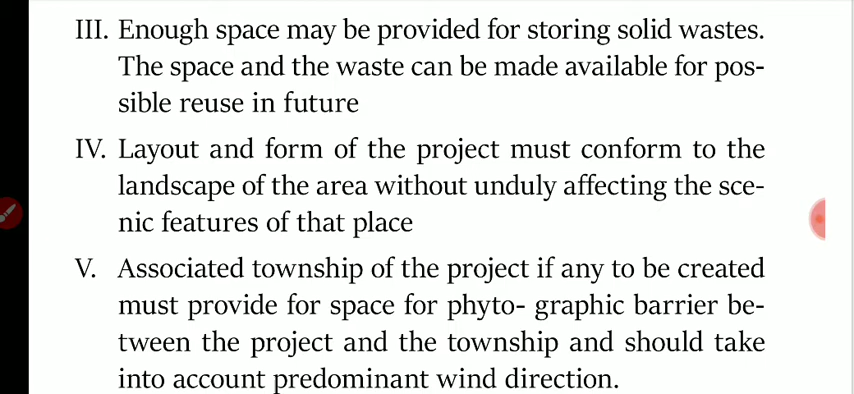 III. Enough space may be provided for storing solid wastes.
The space and the waste can be made available for pos-
sible reuse in future
IV. Layout and form of the project must conform to the
landscape of the area without unduly affecting the sce-
nic features of that place
V. Associated township of the project if any to be created
must provide for space for phyto- graphic barrier be-
tween the project and the township and should take
into account predominant wind direction.